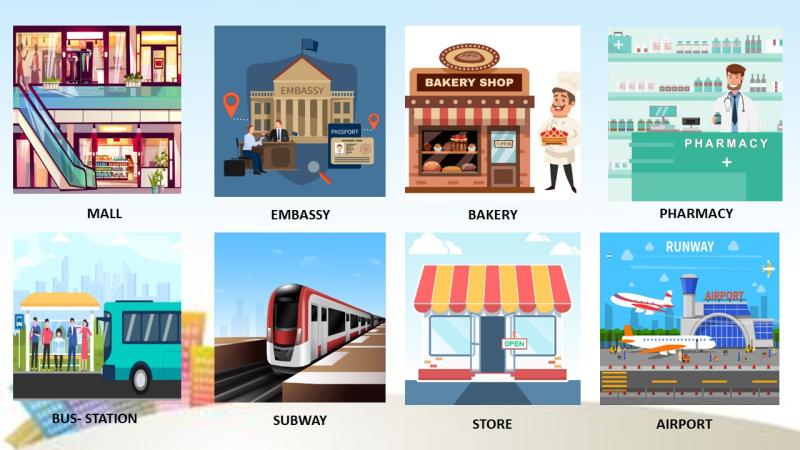 EMBASSY
PASSPORT
BAKERY SHOP
OPEN
PHARMACY
MALL
EMBASSY
BAKERY
PHARMACY
RUNWAY
AIRPORT
OPEN
BUS- STATION
SUBWAY
STORE
AIRPORT